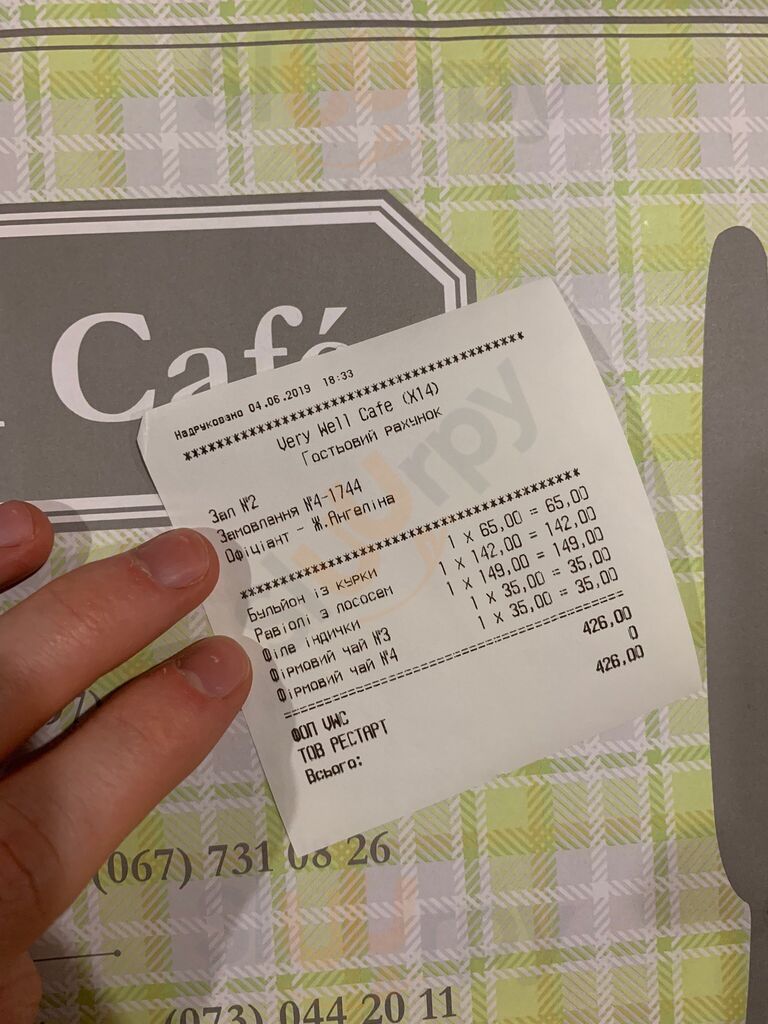 Café
Надруковано 04.06.2019 18:33
****************************************
Very Well Cafe (X14)
Гостьовий рахунок
Зал №2
Замовлення №4-1744
Офіціант - Ж.Ангеліна
****************************************
Бульйон із курки 1 X 65,00 = 65,00
Равіолі з лососем 1 X 142,00 = 142,00
Філе індички 1 X 149,00 = 149,00
Фірмовий чай №3 1 X 35,00 = 35,00
Фірмовий чай №4 1 X 35,00 = 35,00
========================================
ФОП VWC 426,00
ТОВ РЕСТАРТ 0
Всього: 426,00
(067) 731 08 26
(073) 044 20 11